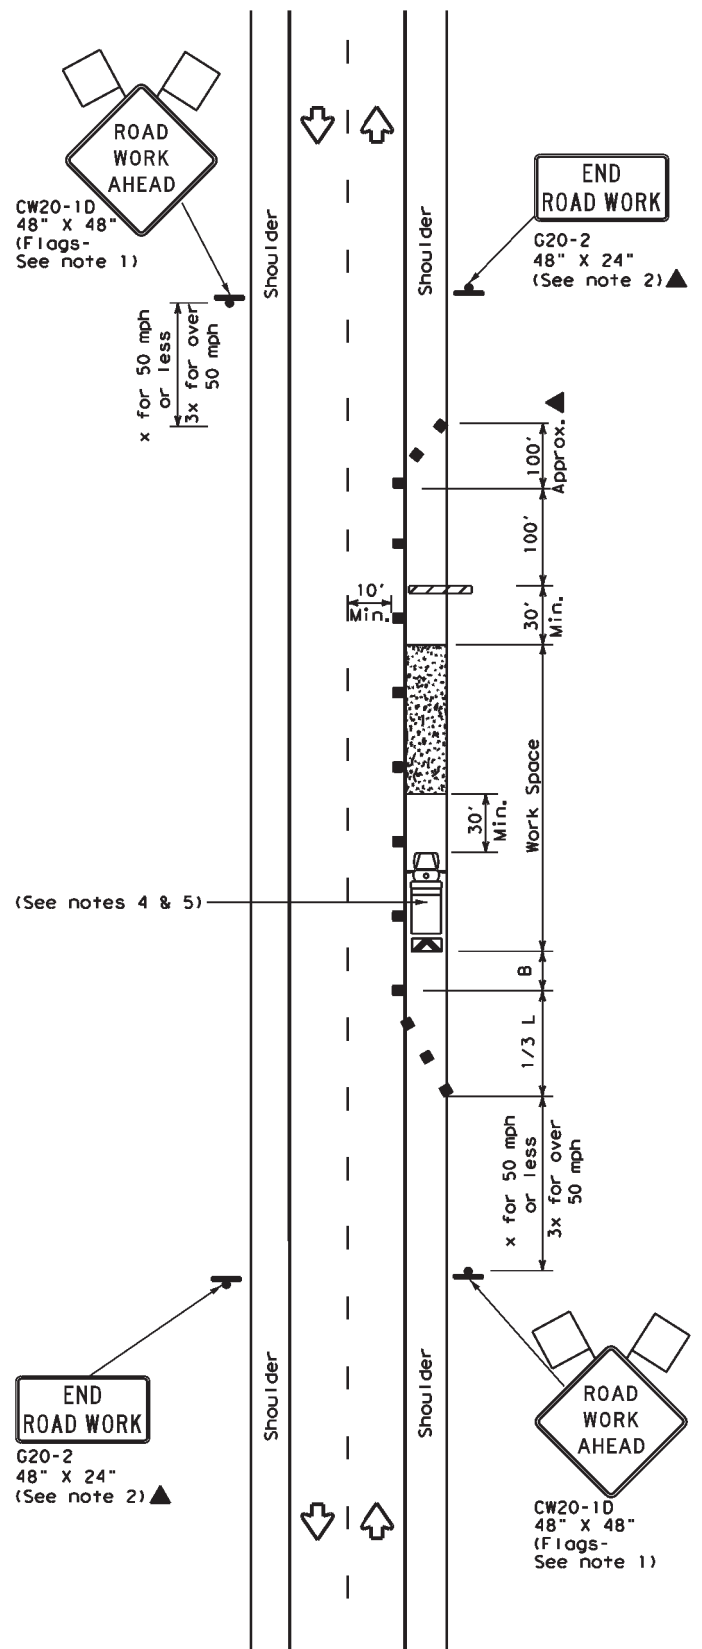 ROAD
WORK
AHEAD
CW20-1D
48" X 48"
(Flags-
See note 1)
x for 50 mph
or less
3x for over
50 mph
Shoulder
Shoulder
END
ROAD WORK
G20-2
48" X 24"
(See note 2)▲
100'
Approx.
100'
10'
Min.
30'
Min.
Work Space
30'
Min.
(See notes 4 & 5)
B
1/3 L
x for 50 mph
or less
3x for over
50 mph
END
ROAD WORK
G20-2
48" X 24"
(See note 2)▲
Shoulder
Shoulder
ROAD
WORK
AHEAD
CW20-1D
48" X 48"
(Flags-
See note 1)